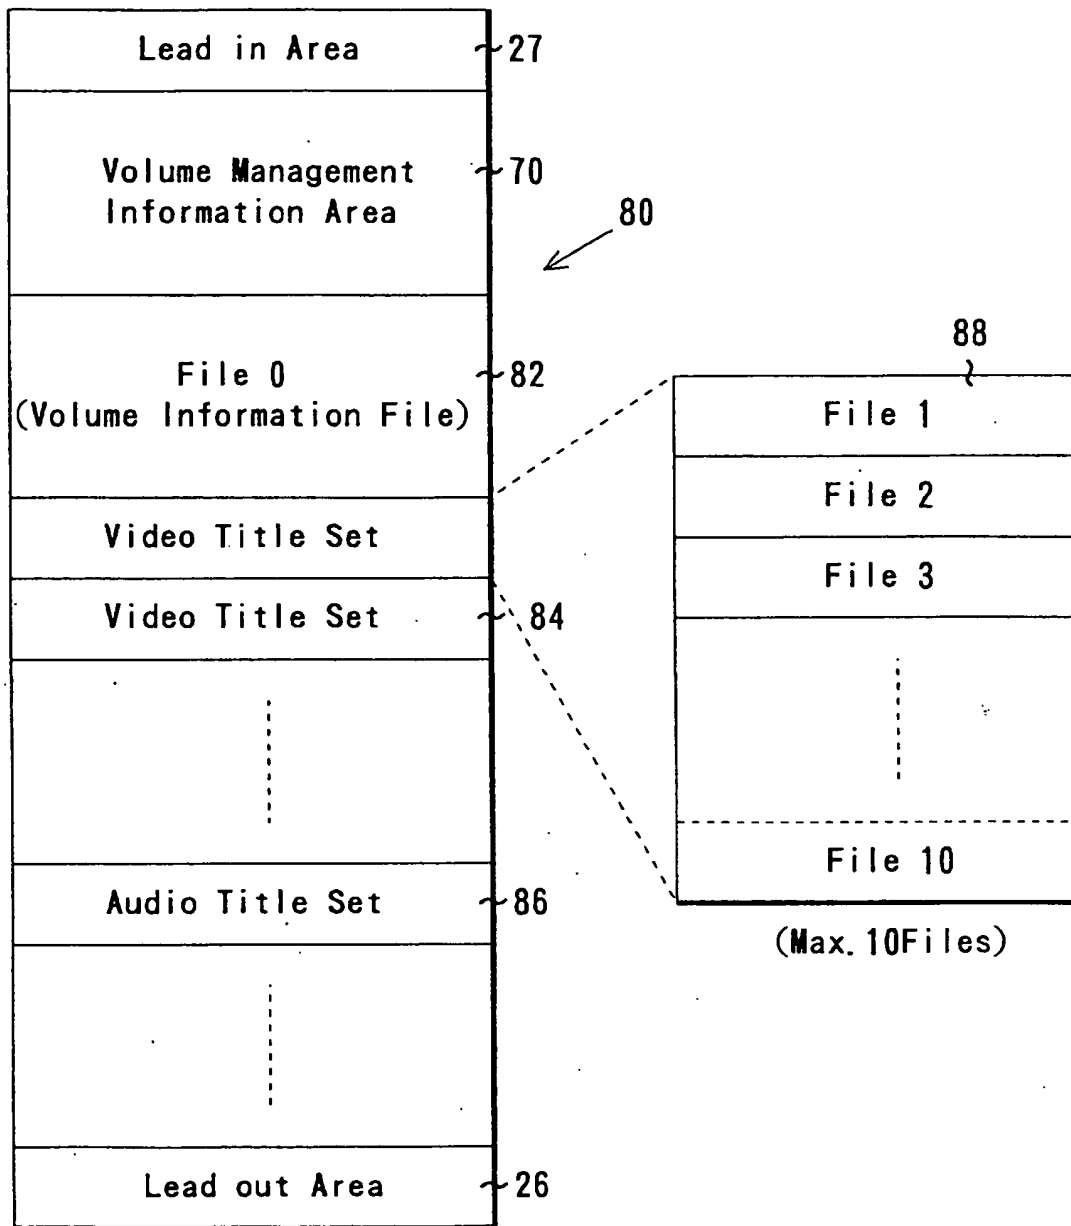 Lead in Area 27
Volume Management
Information Area
70
80
File 0
(Volume Information File)
82
Video Title Set
Video Title Set 84
Audio Title Set 86
Lead out Area 26
88
File 1
File 2
File 3
File 10
(Max. 10Files)